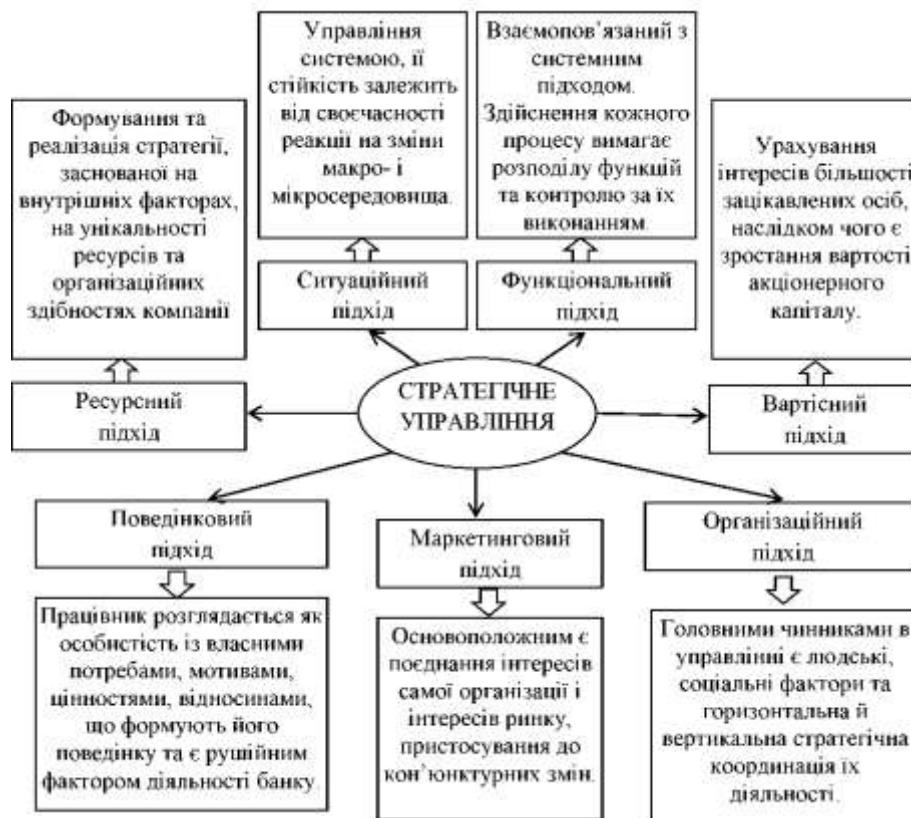 Формування та
реалізація стратегії,
заснованої на
внутрішніх факторах,
на унікальності
ресурсів та
організаційних
здібностях компанії
Управління
системою, її
стійкість залежить
від своєчасності
реакції на зміни
макро- і
мікросередовища.
Взаємопов’язаний з
системним
підходом.
Здійснення кожного
процесу вимагає
розподілу функцій
та контролю за їх
виконанням.
Урахування
інтересів більшості
зацікавлених осіб,
наслідком чого є
зростання вартості
акціонерного
капіталу.
Ситуаційний
підхід
Функціональний
підхід
Ресурсний
підхід
СТРАТЕГІЧНЕ
УПРАВЛІННЯ
Вартісний
підхід
Поведінковий
підхід
Маркетинговий
підхід
Організаційний
підхід
Працівник розглядається як
особистість із власними
потребами, мотивами,
цінностями, відносинами,
що формують його
поведінку та є рушійним
фактором діяльності банку.
Основоположним є
поєднання інтересів
самої організації і
інтересів ринку,
пристосування до
кон’юнктурних змін.
Головними чинниками в
управлінні є людські,
соціальні фактори та
горизонтальна й
вертикальна стратегічна
координація їх
діяльності.